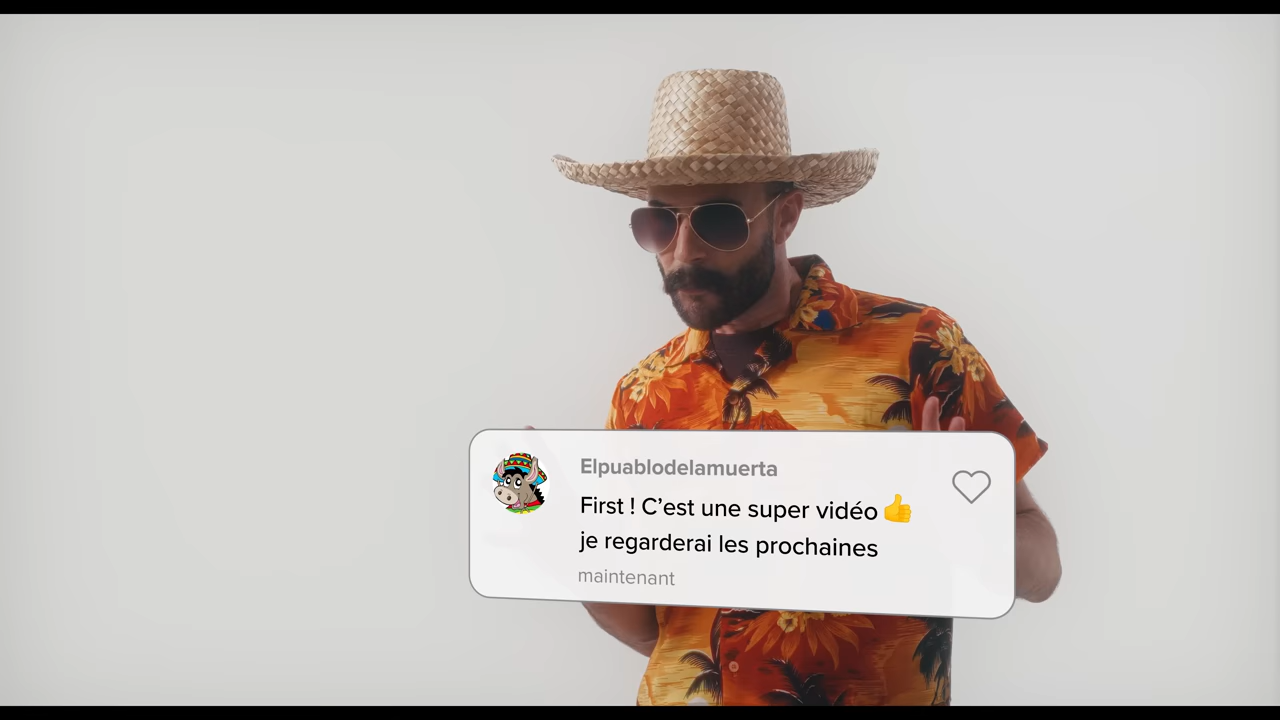 Elpuablodelamuerta
First ! C’est une super vidéo 👍
je regarderai les prochaines
maintenant